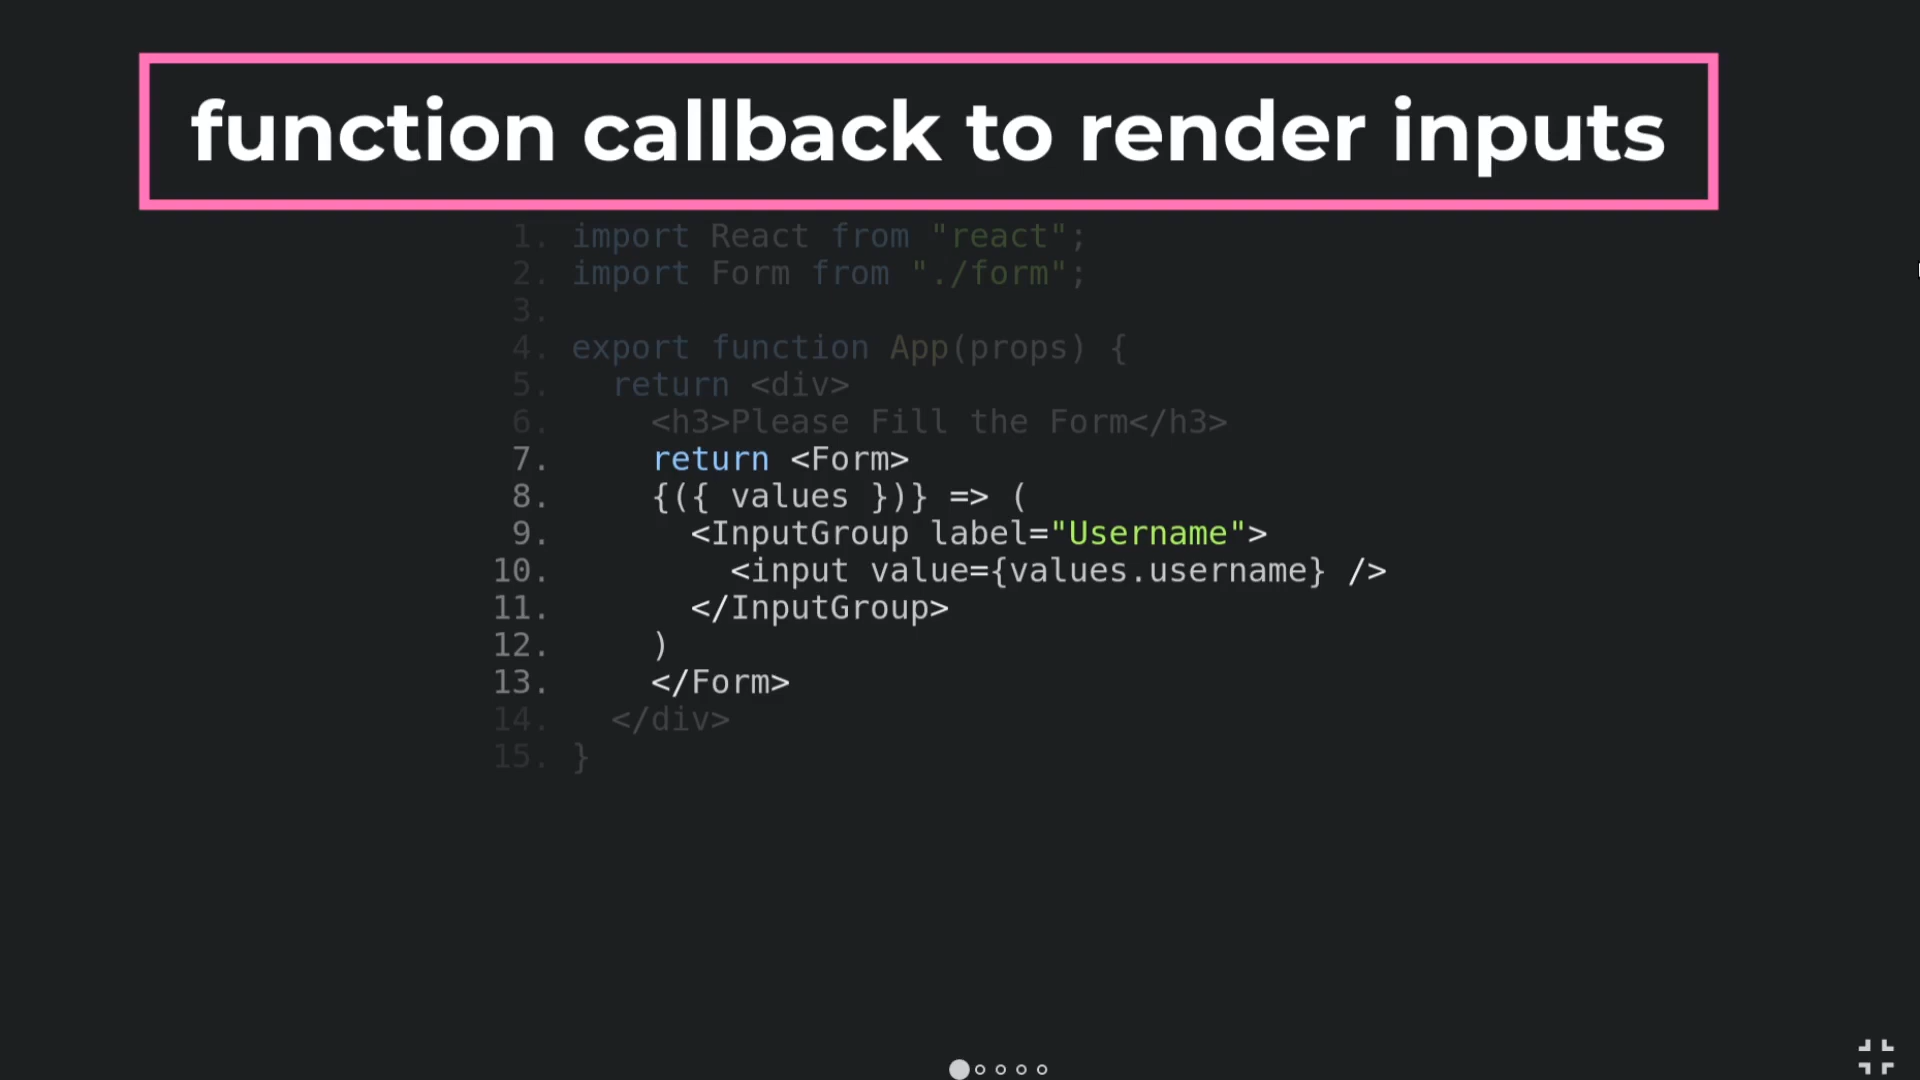 function callback to render inputs
1. import React from "react";
2. import Form from "./form";
3.
4. export function App(props) {
5.   return <div>
6.     <h3>Please Fill the Form</h3>
7.     return <Form>
8.     {({ values })} => (
9.       <InputGroup label="Username">
10.         <input value={values.username} />
11.       </InputGroup>
12.     )
13.     </Form>
14.   </div>
15. }